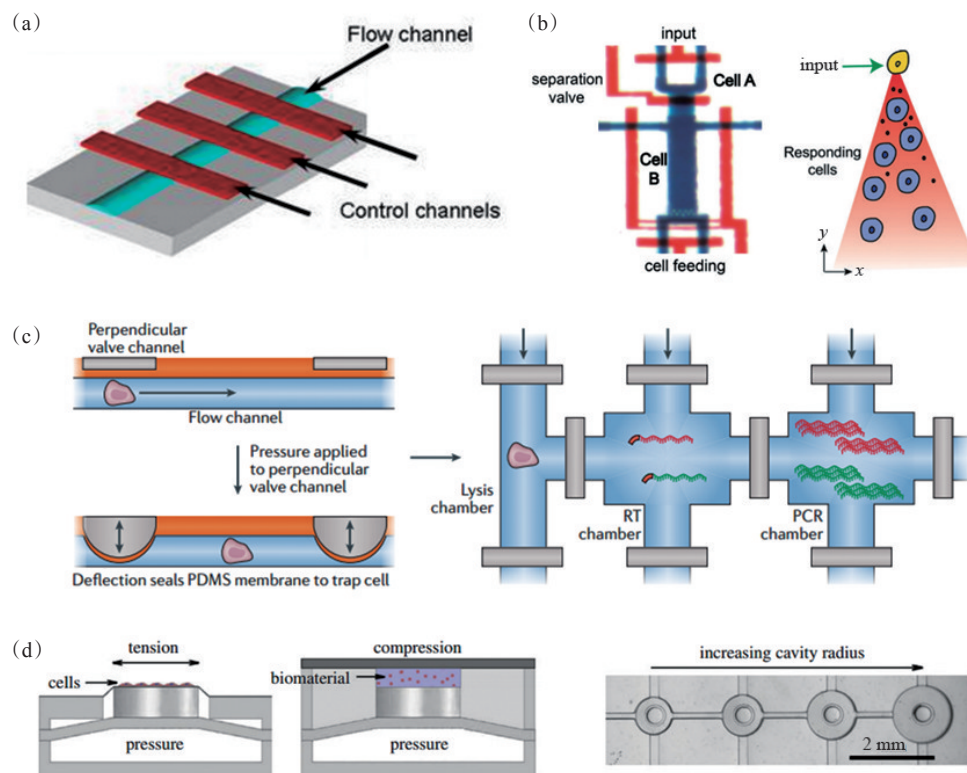 (a)
Flow channel
Control channels
(b)
input
separation
valve
Cell A
Cell
B
cell feeding
input
Responding
cells
y
x
(c)
Perpendicular
valve channel
Flow channel
Pressure applied
to perpendicular
valve channel
Deflection seals PDMS membrane to trap cell
Lysis
chamber
RT
chamber
PCR
chamber
(d)
tension
cells
pressure
compression
biomaterial
pressure
increasing cavity radius
2 mm